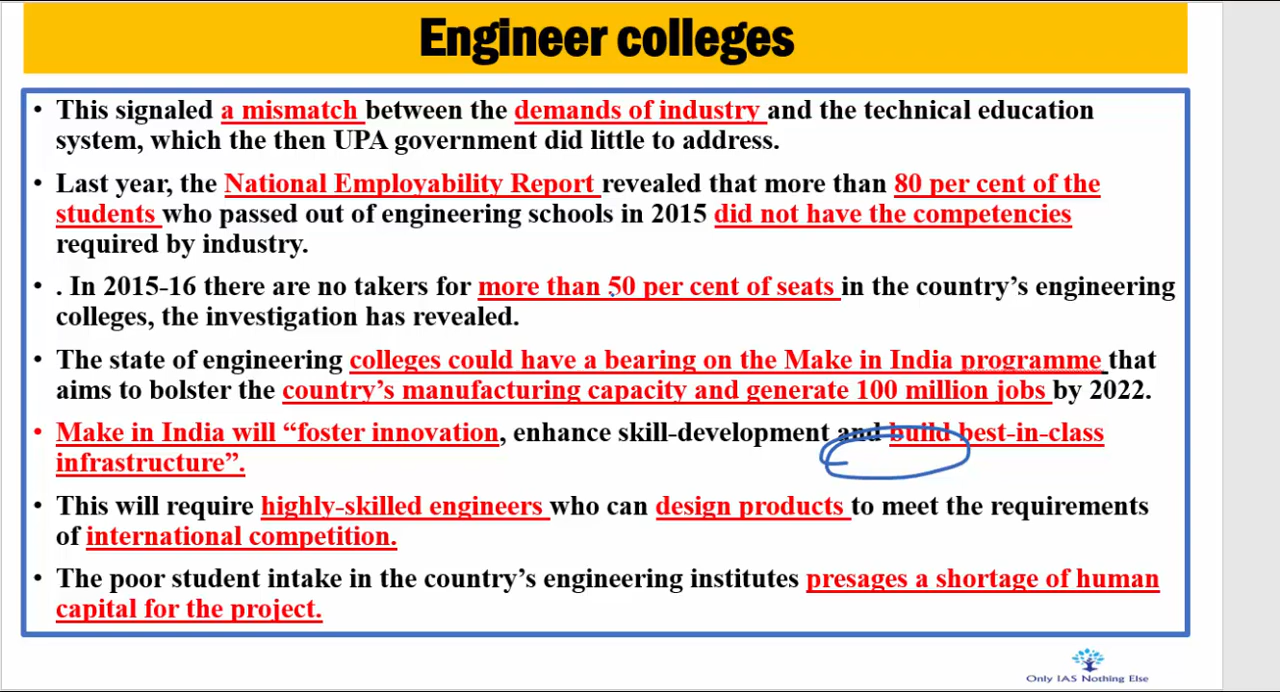 Engineer colleges
• This signaled a mismatch between the demands of industry and the technical education
system, which the then UPA government did little to address.
• Last year, the National Employability Report revealed that more than 80 per cent of the
students who passed out of engineering schools in 2015 did not have the competencies
required by industry.
• . In 2015-16 there are no takers for more than 50 per cent of seats in the country’s engineering
colleges, the investigation has revealed.
• The state of engineering colleges could have a bearing on the Make in India programme that
aims to bolster the country’s manufacturing capacity and generate 100 million jobs by 2022.
• Make in India will “foster innovation, enhance skill-development and build best-in-class
infrastructure”.
• This will require highly-skilled engineers who can design products to meet the requirements
of international competition.
• The poor student intake in the country’s engineering institutes presages a shortage of human
capital for the project.
Only IAS Nothing Else